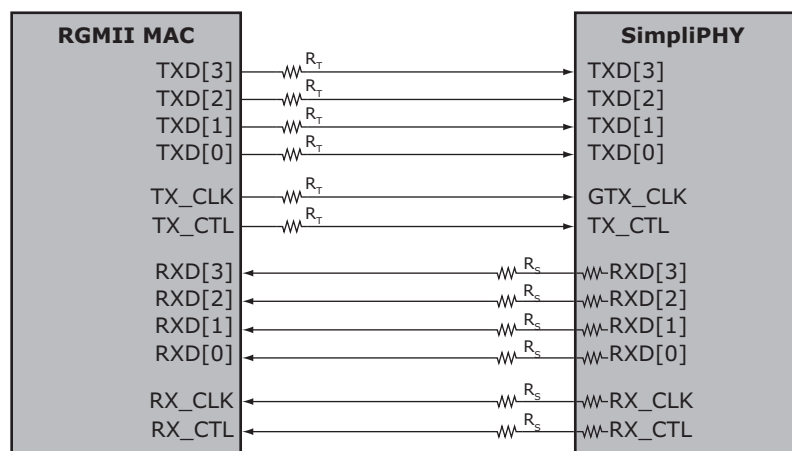 RGMII MAC
SimpliPHY
TXD[3] R_T TXD[3]
TXD[2] R_T TXD[2]
TXD[1] R_T TXD[1]
TXD[0] R_T TXD[0]
TX_CLK R_T GTX_CLK
TX_CTL R_T TX_CTL
RXD[3] R_S RXD[3]
RXD[2] R_S RXD[2]
RXD[1] R_S RXD[1]
RXD[0] R_S RXD[0]
RX_CLK R_S RX_CLK
RX_CTL R_S RX_CTL